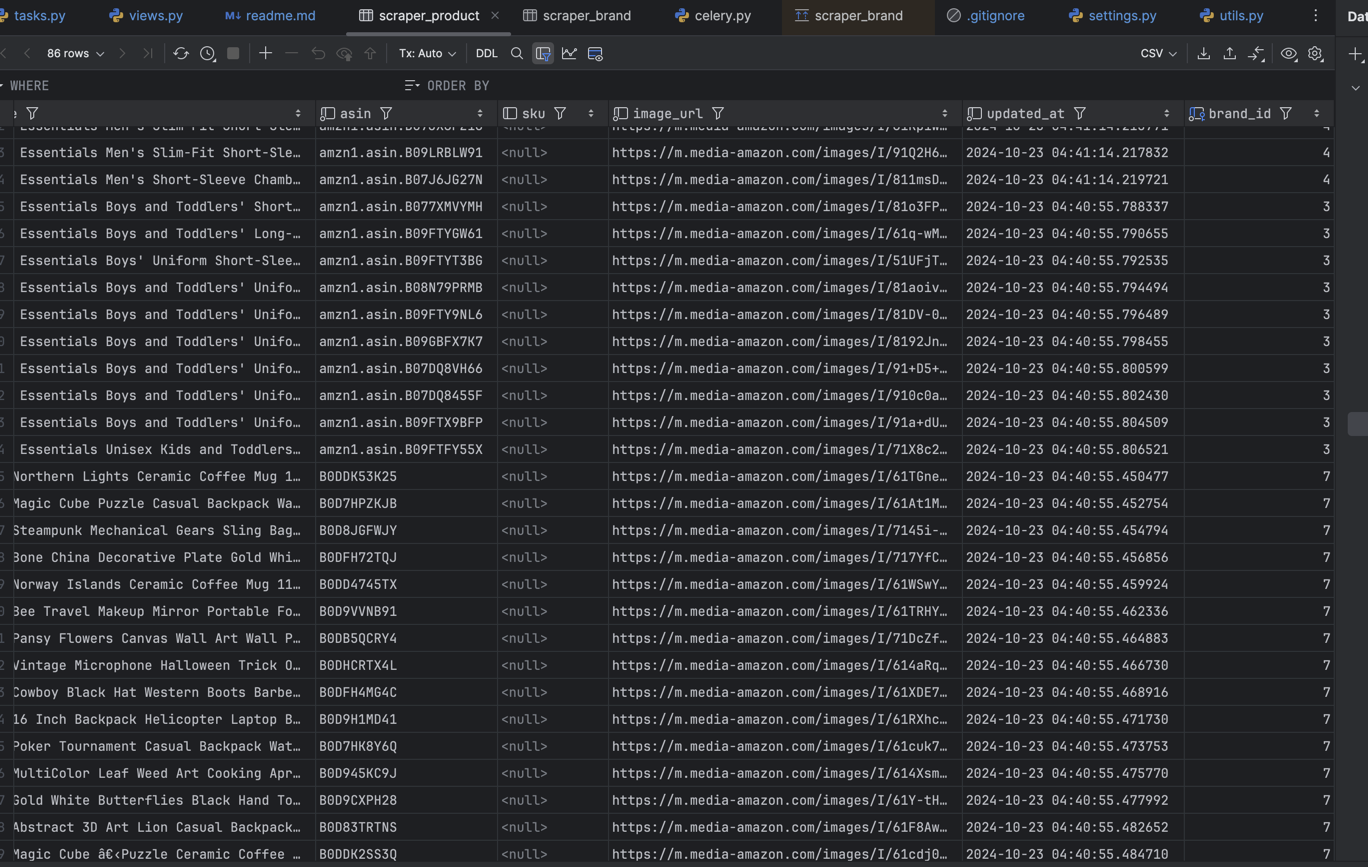 tasks.py views.py M↓ readme.md scraper_product scraper_brand celery.py scraper_brand .gitignore settings.py utils.py Dat
86 rows Tx: Auto DDL CSV
WHERE ORDER BY
e asin sku image_url updated_at brand_id
Essentials Men's Slim-Fit Short-Sle… <null> 4
Essentials Men's Slim-Fit Short-Sle… amzn1.asin.B09LRBLW91 <null> https://m.media-amazon.com/images/I/91Q2H6… 2024-10-23 04:41:14.217832 4
Essentials Men's Short-Sleeve Chamb… amzn1.asin.B07J6JG27N <null> https://m.media-amazon.com/images/I/811msD… 2024-10-23 04:41:14.219721 4
Essentials Boys and Toddlers' Short… amzn1.asin.B077XMVYMH <null> https://m.media-amazon.com/images/I/81o3FP… 2024-10-23 04:40:55.788337 3
Essentials Boys and Toddlers' Long-… amzn1.asin.B09FTYGW61 <null> https://m.media-amazon.com/images/I/61q-wM… 2024-10-23 04:40:55.790655 3
Essentials Boys' Uniform Short-Slee… amzn1.asin.B09FTYT3BG <null> https://m.media-amazon.com/images/I/51UFjT… 2024-10-23 04:40:55.792535 3
Essentials Boys and Toddlers' Unifo… amzn1.asin.B08N79PRMB <null> https://m.media-amazon.com/images/I/81aoiv… 2024-10-23 04:40:55.794494 3
Essentials Boys and Toddlers' Unifo… amzn1.asin.B09FTY9NL6 <null> https://m.media-amazon.com/images/I/81DV-0… 2024-10-23 04:40:55.796489 3
Essentials Boys and Toddlers' Unifo… amzn1.asin.B09GBFX7K7 <null> https://m.media-amazon.com/images/I/8192Jn… 2024-10-23 04:40:55.798455 3
Essentials Boys and Toddlers' Unifo… amzn1.asin.B07DQ8VH66 <null> https://m.media-amazon.com/images/I/91+D5+… 2024-10-23 04:40:55.800599 3
Essentials Boys and Toddlers' Unifo… amzn1.asin.B07DQ8455F <null> https://m.media-amazon.com/images/I/910c0a… 2024-10-23 04:40:55.802430 3
Essentials Boys and Toddlers' Unifo… amzn1.asin.B09FTX9BFP <null> https://m.media-amazon.com/images/I/91a+dU… 2024-10-23 04:40:55.804509 3
Essentials Unisex Kids and Toddlers… amzn1.asin.B09FTFY55X <null> https://m.media-amazon.com/images/I/71X8c2… 2024-10-23 04:40:55.806521 3
Northern Lights Ceramic Coffee Mug 1… B0DDK53K25 <null> https://m.media-amazon.com/images/I/61TGne… 2024-10-23 04:40:55.450477 7
Magic Cube Puzzle Casual Backpack Wa… B0D7HPZKJB <null> https://m.media-amazon.com/images/I/61At1M… 2024-10-23 04:40:55.452754 7
Steampunk Mechanical Gears Sling Bag… B0D8JGFWJY <null> https://m.media-amazon.com/images/I/7145i-… 2024-10-23 04:40:55.454794 7
Bone China Decorative Plate Gold Whi… B0DFH72TQJ <null> https://m.media-amazon.com/images/I/717YfC… 2024-10-23 04:40:55.456856 7
Norway Islands Ceramic Coffee Mug 11… B0DD4745TX <null> https://m.media-amazon.com/images/I/61WSwY… 2024-10-23 04:40:55.459924 7
Bee Travel Makeup Mirror Portable Fo… B0D9VVNB91 <null> https://m.media-amazon.com/images/I/61TRHY… 2024-10-23 04:40:55.462336 7
Pansy Flowers Canvas Wall Art Wall P… B0DB5QCRY4 <null> https://m.media-amazon.com/images/I/71DcZf… 2024-10-23 04:40:55.464883 7
Vintage Microphone Halloween Trick O… B0DHCRTX4L <null> https://m.media-amazon.com/images/I/614aRq… 2024-10-23 04:40:55.466730 7
Cowboy Black Hat Western Boots Barbe… B0DFH4MG4C <null> https://m.media-amazon.com/images/I/61XDE7… 2024-10-23 04:40:55.468916 7
16 Inch Backpack Helicopter Laptop B… B0D9H1MD41 <null> https://m.media-amazon.com/images/I/61RXhc… 2024-10-23 04:40:55.471730 7
Poker Tournament Casual Backpack Wat… B0D7HK8Y6Q <null> https://m.media-amazon.com/images/I/61cuk7… 2024-10-23 04:40:55.473753 7
MultiColor Leaf Weed Art Cooking Apr… B0D945KC9J <null> https://m.media-amazon.com/images/I/614Xsm… 2024-10-23 04:40:55.475770 7
Gold White Butterflies Black Hand To… B0D9CXPH28 <null> https://m.media-amazon.com/images/I/61Y-tH… 2024-10-23 04:40:55.477992 7
Abstract 3D Art Lion Casual Backpack… B0D83TRTNS <null> https://m.media-amazon.com/images/I/61F8Aw… 2024-10-23 04:40:55.482652 7
Magic Cube â€‹Puzzle Ceramic Coffee … B0DDK2SS3Q <null> https://m.media-amazon.com/images/I/61cdj0… 2024-10-23 04:40:55.484710 7